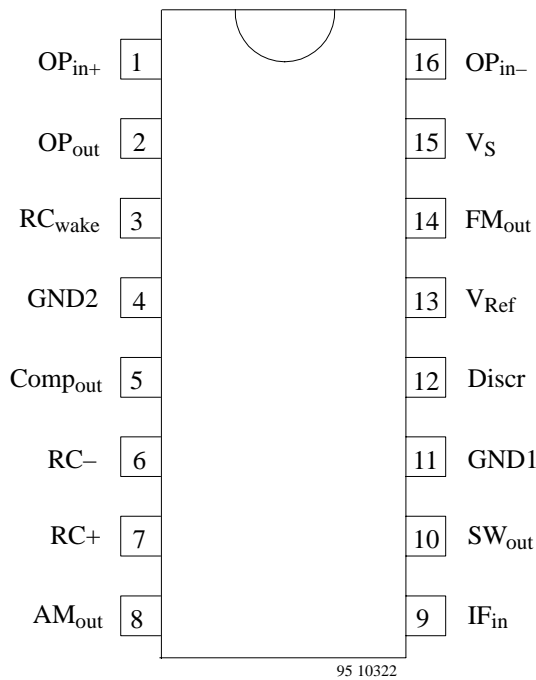 OPin+ 1 16 OPin–
OPout 2 15 VS
RCwake 3 14 FMout
GND2 4 13 VRef
Compout 5 12 Discr
RC– 6 11 GND1
RC+ 7 10 SWout
AMout 8 9 IFin
95 10322